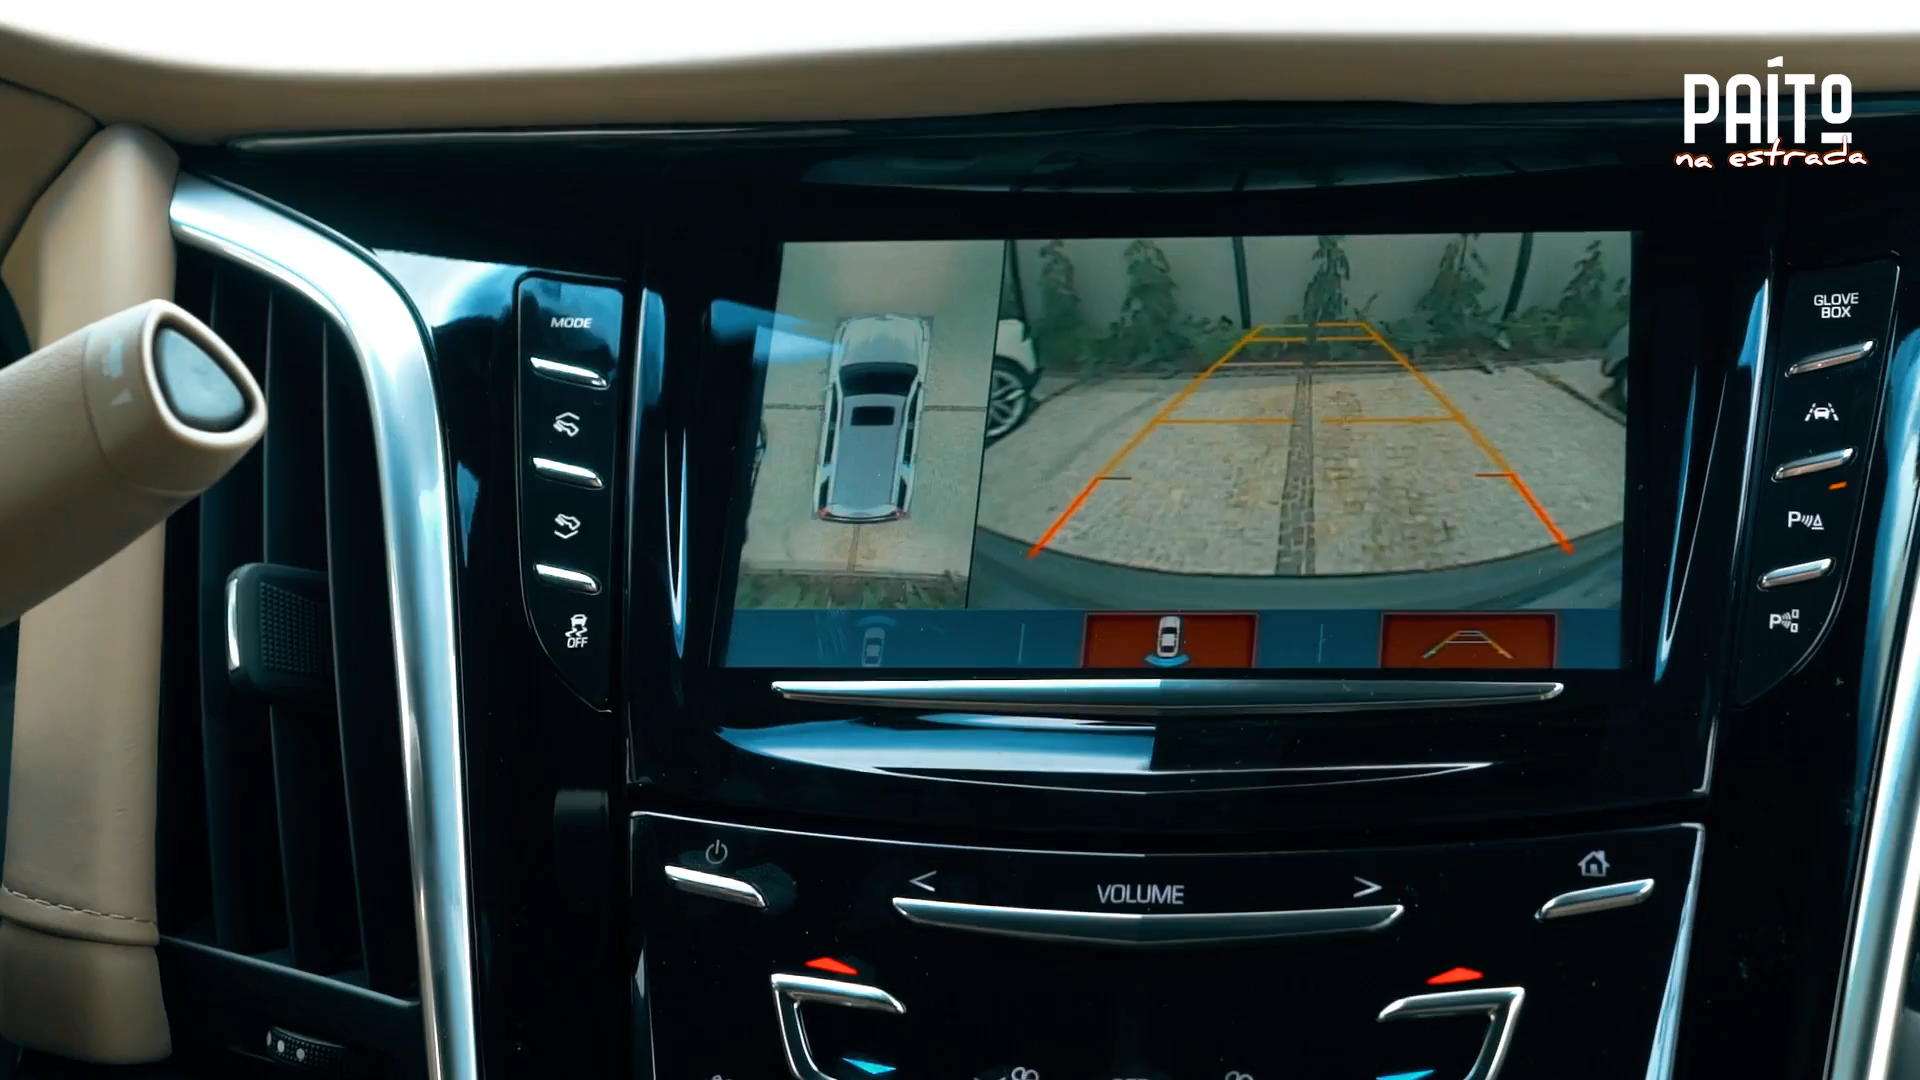 PAÍTO
na estrada
MODE
OFF
GLOVE
BOX
P
P
VOLUME